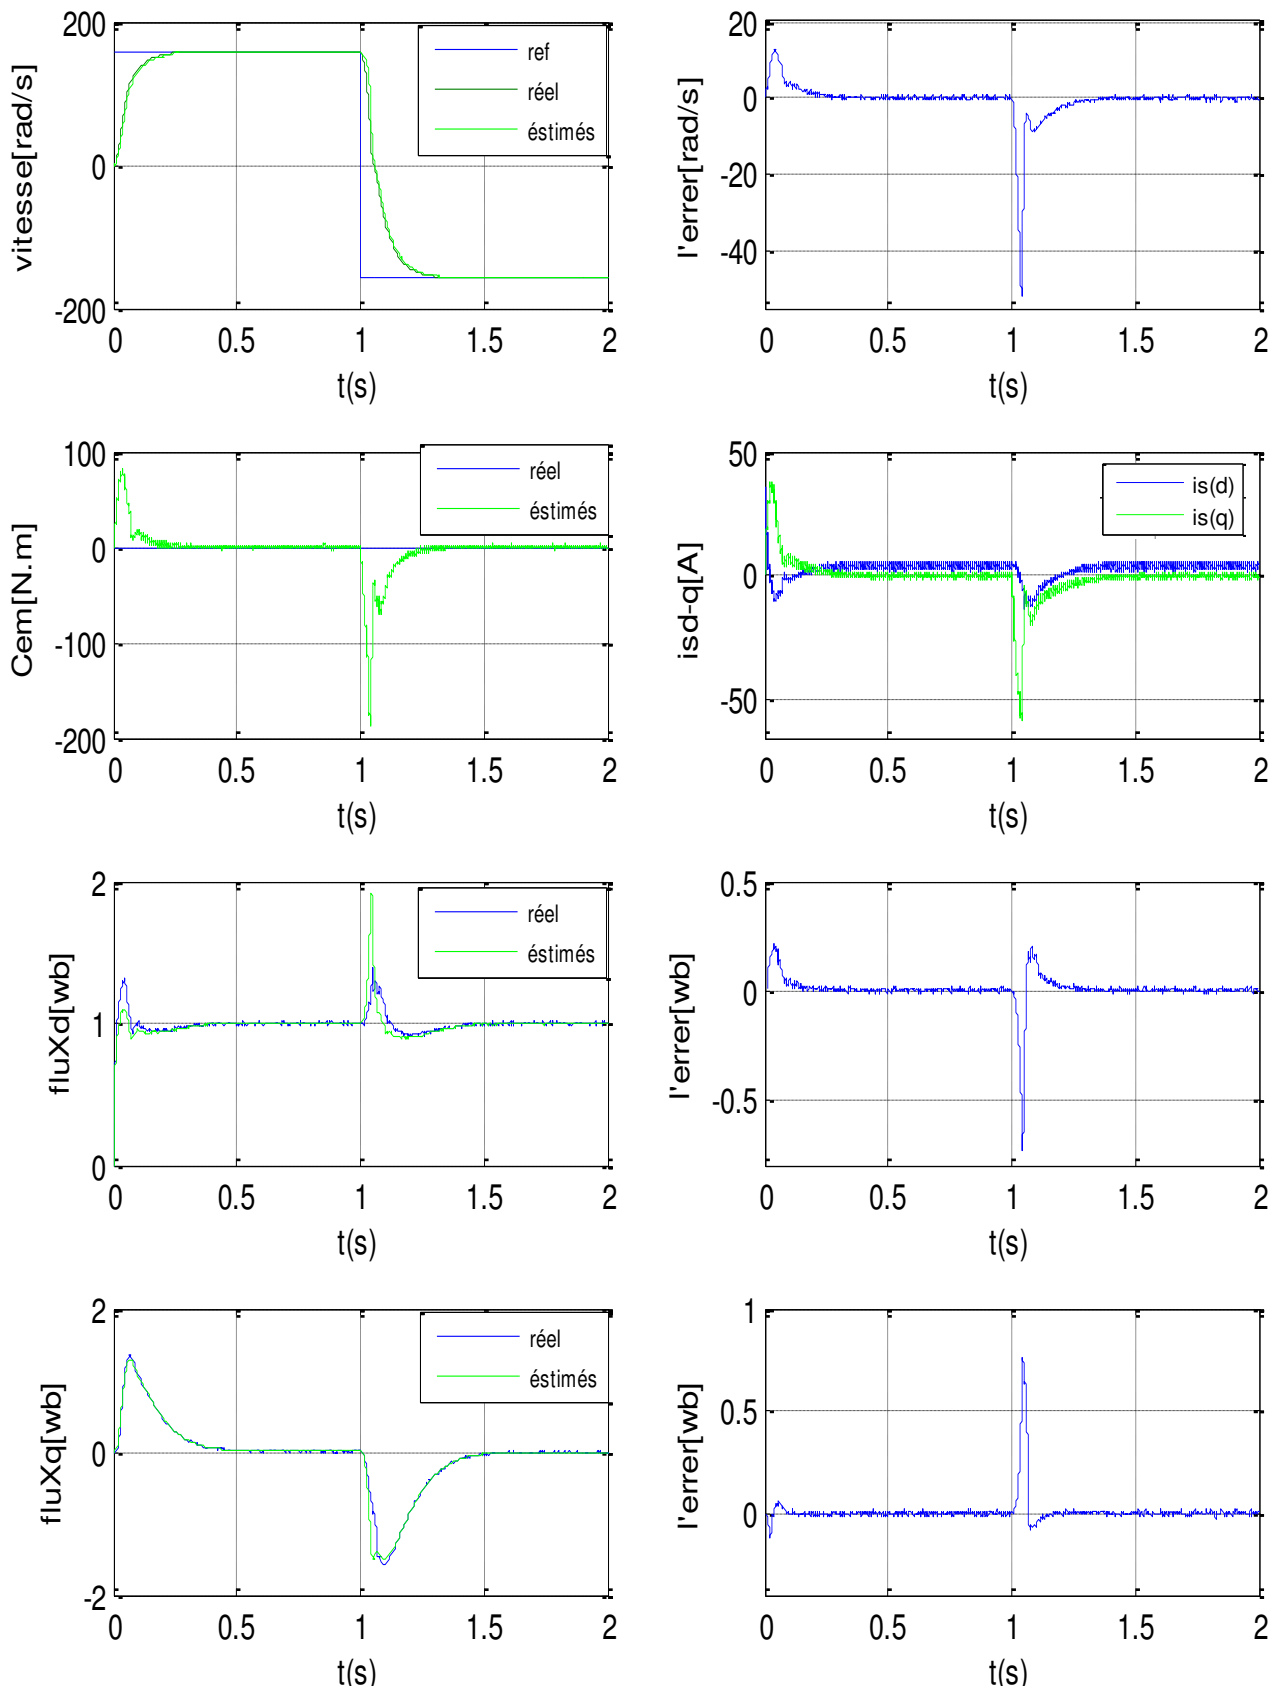 200
0
-200
vitesse[rad/s]
ref
réel
éstimés
0
0.5
1
1.5
2
t(s)
20
0
-20
-40
l'errer[rad/s]
0
0.5
1
1.5
2
t(s)
100
0
-100
-200
Cem[N.m]
réel
éstimés
0
0.5
1
1.5
2
t(s)
50
0
-50
isd-q[A]
is(d)
is(q)
0
0.5
1
1.5
2
t(s)
2
1
0
fluXd[wb]
réel
éstimés
0
0.5
1
1.5
2
t(s)
0.5
0
-0.5
l'errer[wb]
0
0.5
1
1.5
2
t(s)
2
0
-2
fluXq[wb]
réel
éstimés
0
0.5
1
1.5
2
t(s)
1
0.5
0
l'errer[wb]
0
0.5
1
1.5
2
t(s)